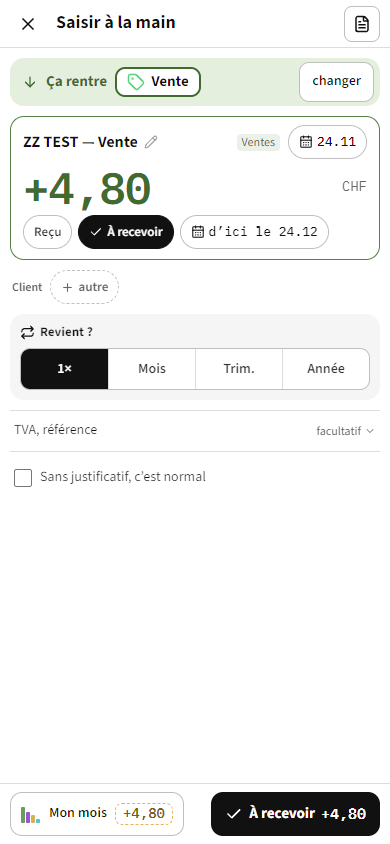 Saisir à la main
Ça rentre Vente changer
ZZ TEST — Vente Ventes 24.11
+4,80 CHF
Reçu À recevoir d'ici le 24.12
Client + autre
Revient ?
1× Mois Trim. Année
TVA, référence facultatif
Sans justificatif, c'est normal
Mon mois +4,80 À recevoir +4,80